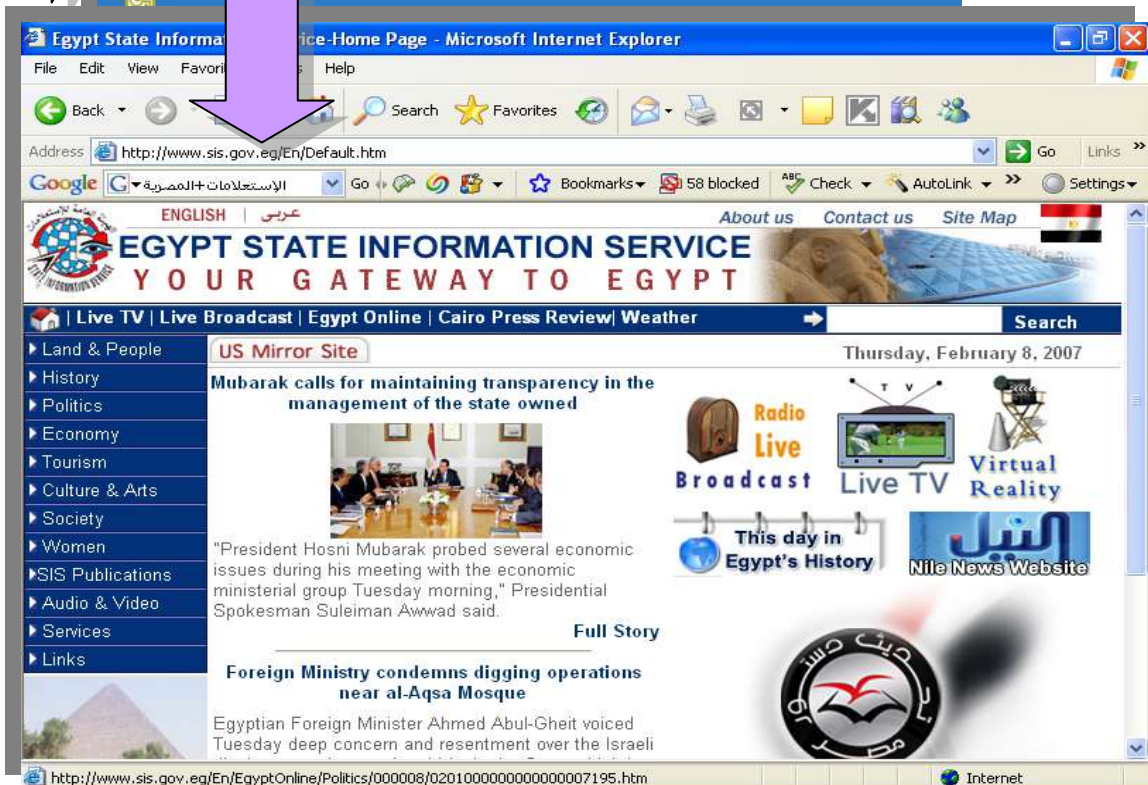 Egypt State Infor ice-Home Page - Microsoft Internet Explorer
File Edit View Favori s Help
Back Search Favorites
Address http://www.sis.gov.eg/En/Default.htm Go Links »
Google G المصرية+الإستعلامات Go Bookmarks 58 blocked ABC Check AutoLink » Settings
ENGLISH | عربى About us Contact us Site Map
EGYPT STATE INFORMATION SERVICE
YOUR GATEWAY TO EGYPT
| Live TV | Live Broadcast | Egypt Online | Cairo Press Review| Weather Search
Land & People
History
Politics
Economy
Tourism
Culture & Arts
Society
Women
SIS Publications
Audio & Video
Services
Links
US Mirror Site Thursday, February 8, 2007
Mubarak calls for maintaining transparency in the
management of the state owned
"President Hosni Mubarak probed several economic
issues during his meeting with the economic
ministerial group Tuesday morning," Presidential
Spokesman Suleiman Awwad said.
Full Story
Foreign Ministry condemns digging operations
near al-Aqsa Mosque
Egyptian Foreign Minister Ahmed Abul-Gheit voiced
Tuesday deep concern and resentment over the Israeli
Radio
Live
Broadcast
TV
Live TV
Virtual
Reality
This day in
Egypt's History
النيل
Nile News Website
تحديث دستور
مصر
http://www.sis.gov.eg/En/EgyptOnline/Politics/000008/0201000000000000007195.htm Internet